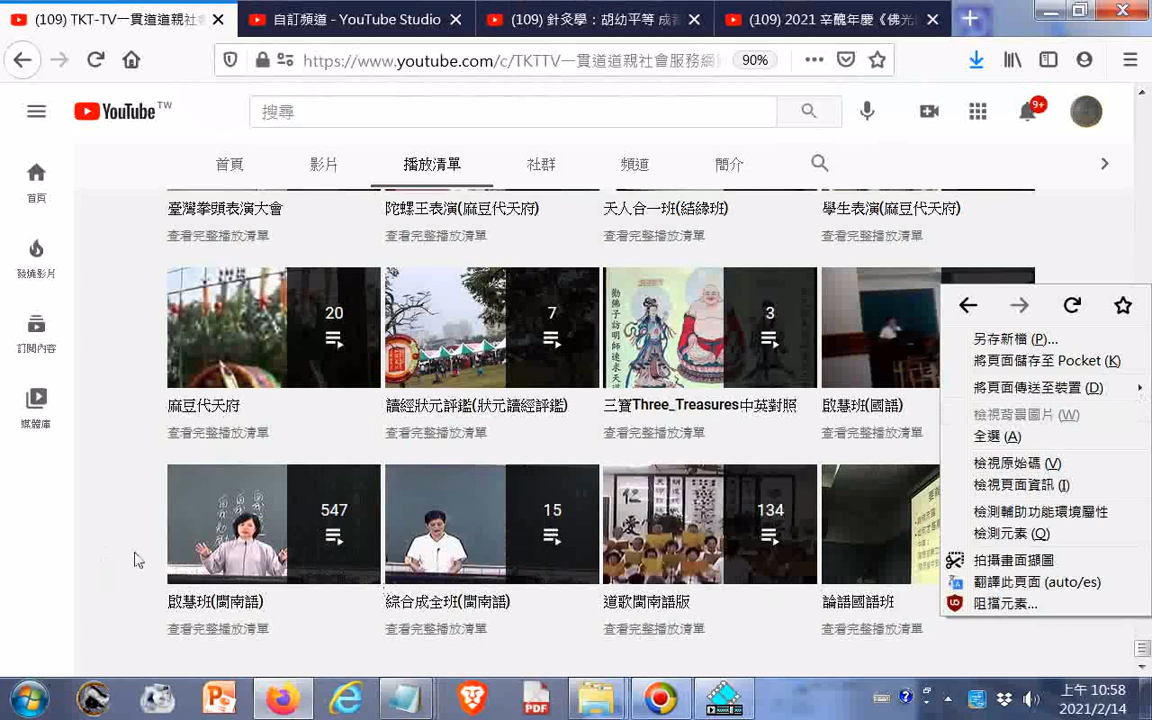 (109) TKT-TV一貫道道親社會
自訂頻道 - YouTube Studio
(109) 針灸學：胡幼平等 成書
(109) 2021 辛醜年慶《佛光
https://www.youtube.com/c/TKTTV一貫道道親社會服務網
90%
YouTube TW
搜尋
9+
首頁
影片
播放清單
社群
頻道
簡介
首頁
發燒影片
訂閱內容
媒體庫
臺灣拳頭表演大會
陀螺王表演(麻豆代天府)
天人合一班(結緣班)
學生表演(麻豆代天府)
查看完整播放清單
查看完整播放清單
查看完整播放清單
查看完整播放清單
20
7
3
勸佛子訪明師速來天
麻豆代天府
讀經狀元評鑑(狀元讀經評鑑)
三寶Three_Treasures中英對照
啟慧班(國語)
查看完整播放清單
查看完整播放清單
查看完整播放清單
查看完整播放清單
547
15
134
仁
愛
啟慧班(閩南語)
綜合成全班(閩南語)
道歌閩南語版
論語國語班
查看完整播放清單
查看完整播放清單
查看完整播放清單
查看完整播放清單
另存新檔 (P)...
將頁面儲存至 Pocket (K)
將頁面傳送至裝置 (D)
檢視背景圖片 (W)
全選 (A)
檢視原始碼 (V)
檢視頁面資訊 (I)
檢測輔助功能環境屬性
檢測元素 (Q)
拍攝畫面擷圖
翻譯此頁面 (auto/es)
阻擋元素...
PDF
上午 10:58
2021/2/14